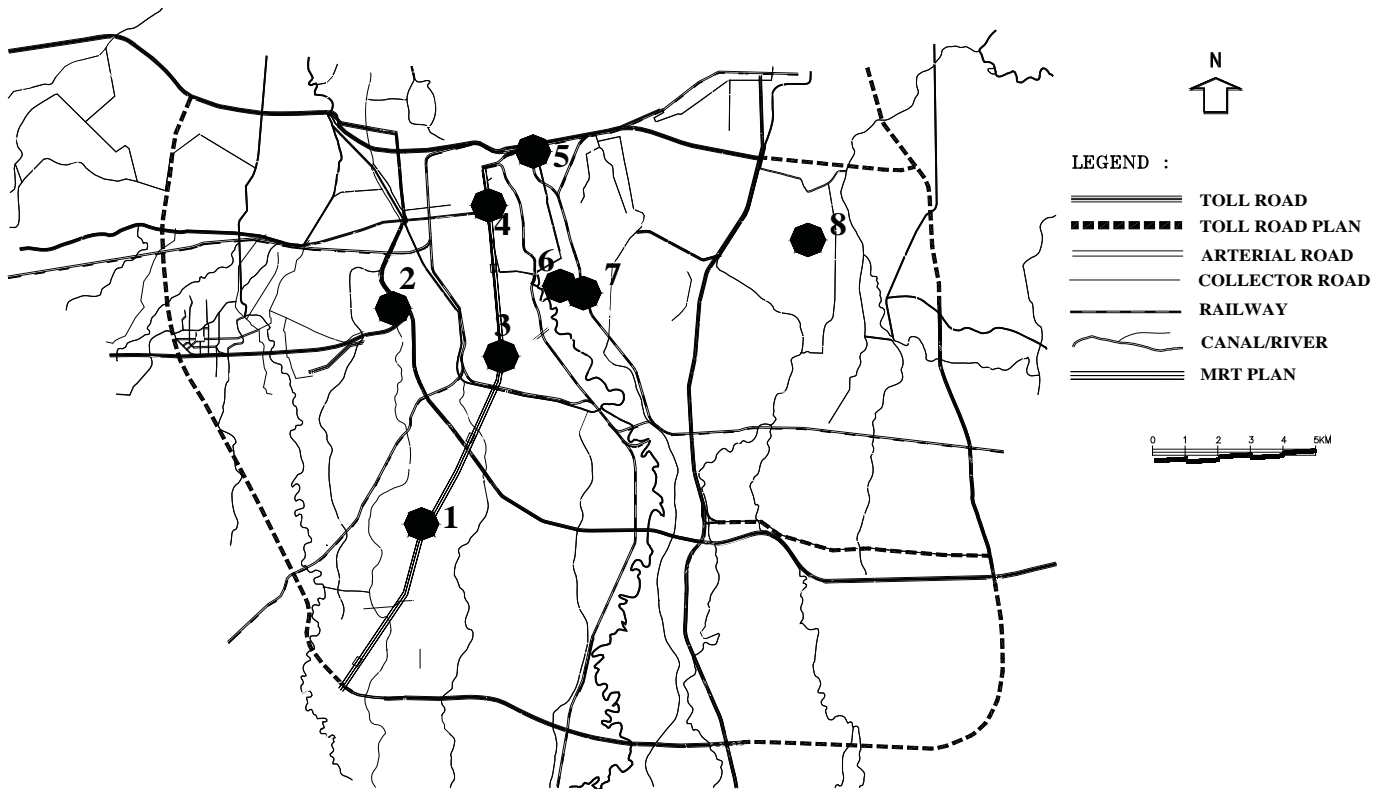 N
5
4
8
6
7
2
3
1
LEGEND :
TOLL ROAD
TOLL ROAD PLAN
ARTERIAL ROAD
COLLECTOR ROAD
RAILWAY
CANAL/RIVER
MRT PLAN
0 1 2 3 4 5KM